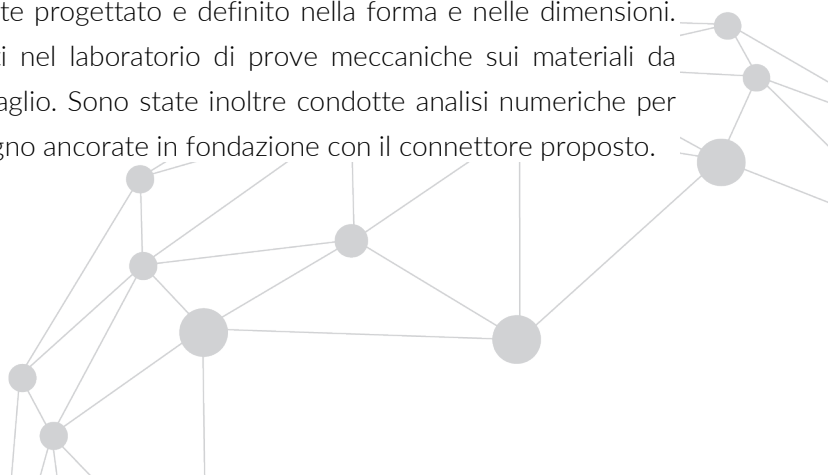 te progettato e definito nella forma e nelle dimensioni.
ti nel laboratorio di prove meccaniche sui materiali da
aglio. Sono state inoltre condotte analisi numeriche per
gno ancorate in fondazione con il connettore proposto.